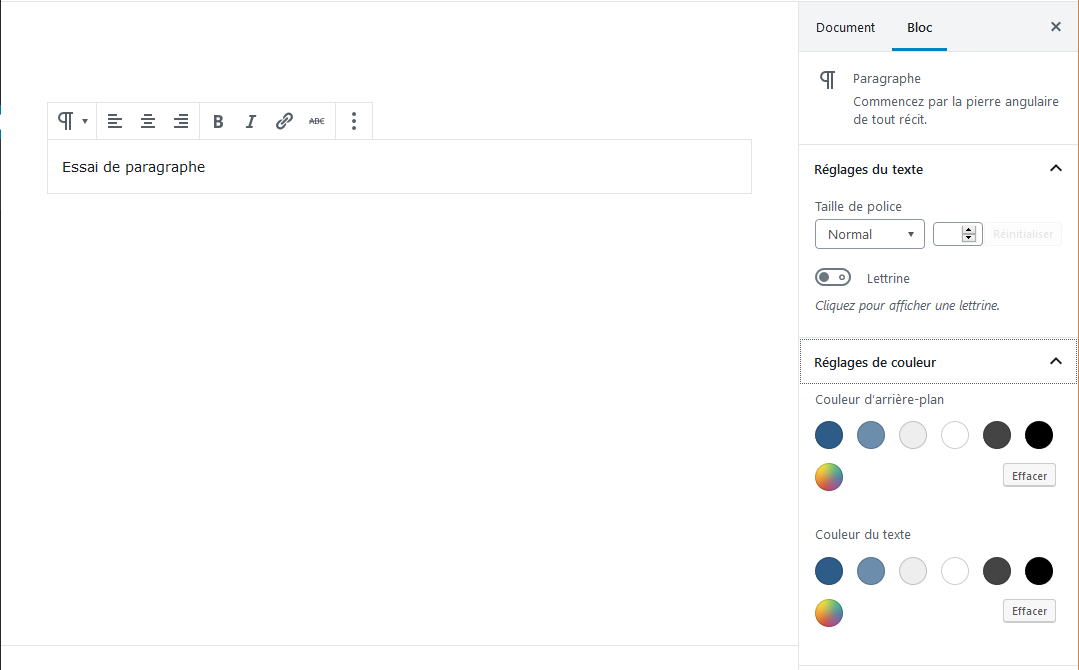 Document Bloc
Paragraphe
Commencez par la pierre angulaire
de tout récit.
B I ABC
Essai de paragraphe
Réglages du texte
Taille de police
Normal Réinitialiser
Lettrine
Cliquez pour afficher une lettrine.
Réglages de couleur
Couleur d'arrière-plan
Effacer
Couleur du texte
Effacer